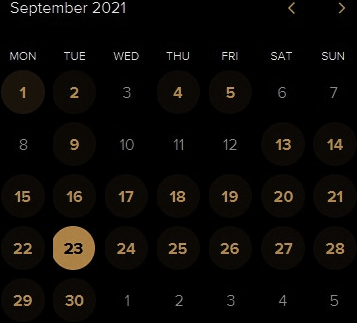 September 2021
MON TUE WED THU FRI SAT SUN
1 2 3 4 5 6 7
8 9 10 11 12 13 14
15 16 17 18 19 20 21
22 23 24 25 26 27 28
29 30 1 2 3 4 5